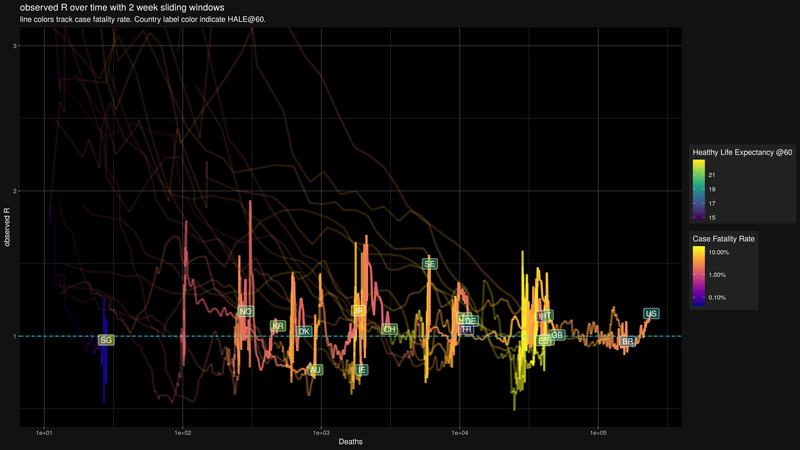 observed R over time with 2 week sliding windows
line colors track case fatality rate. Country label color indicate HALE@60.
3
2
1
observed R
SE
NO
JP
US
KR
DK
CH
DE
TR
GB
SG
ES
BR
AU
IE
1e+01
1e+02
1e+03
1e+04
1e+05
Deaths
Healthy Life Expectancy @60
21
19
17
15
Case Fatality Rate
10.00%
1.00%
0.10%